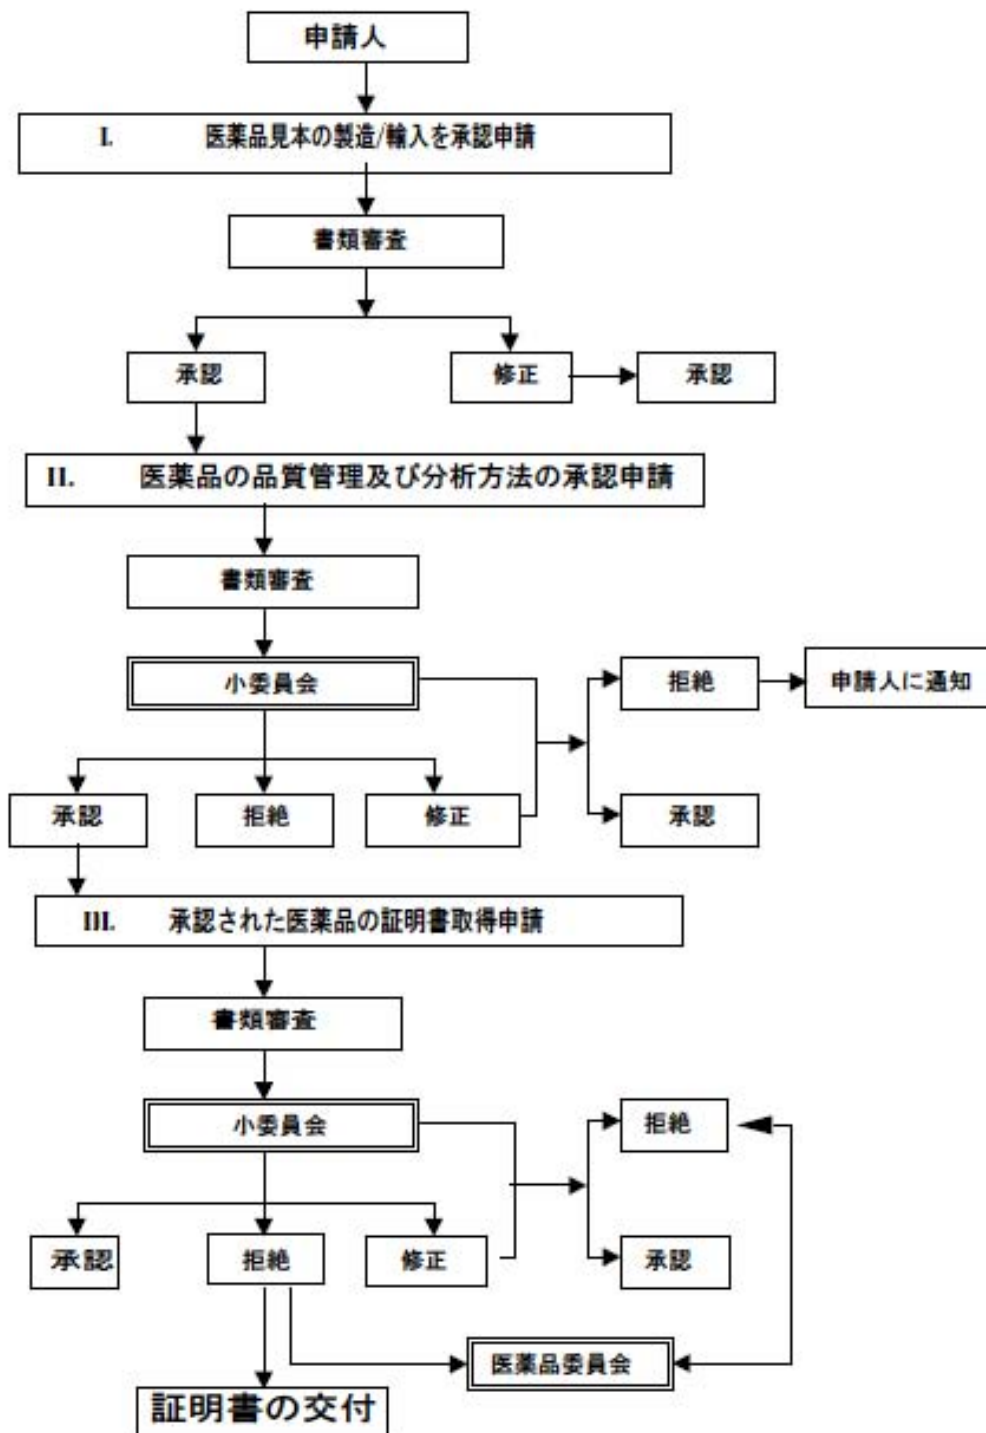 申請人
I. 医薬品見本の製造/輸入を承認申請
書類審査
承認
修正
承認
II. 医薬品の品質管理及び分析方法の承認申請
書類審査
小委員会
拒絶
申請人に通知
承認
拒絶
修正
承認
III. 承認された医薬品の証明書取得申請
書類審査
小委員会
拒絶
承認
拒絶
修正
承認
医薬品委員会
証明書の交付